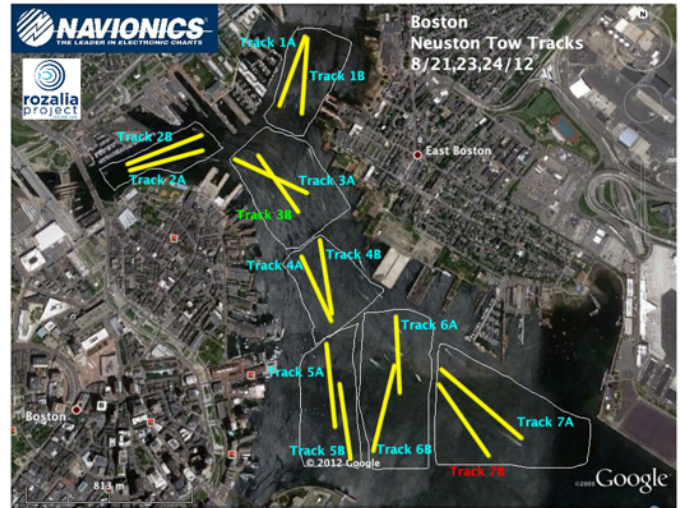 NAVIONICS®
THE LEADER IN ELECTRONIC CHARTS
Boston
Neuston Tow Tracks
8/21,23,24/12
N
rozalia
project
Track 1A
Track 1B
Track 2B
Track 2A
East Boston
Track 3A
Track 3B
Track 4B
Track 4A
Track 6A
Track 5A
Track 7A
Boston
Track 5B
Track 6B
© 2012 Google
Track 7B
813 m
©2009 Google